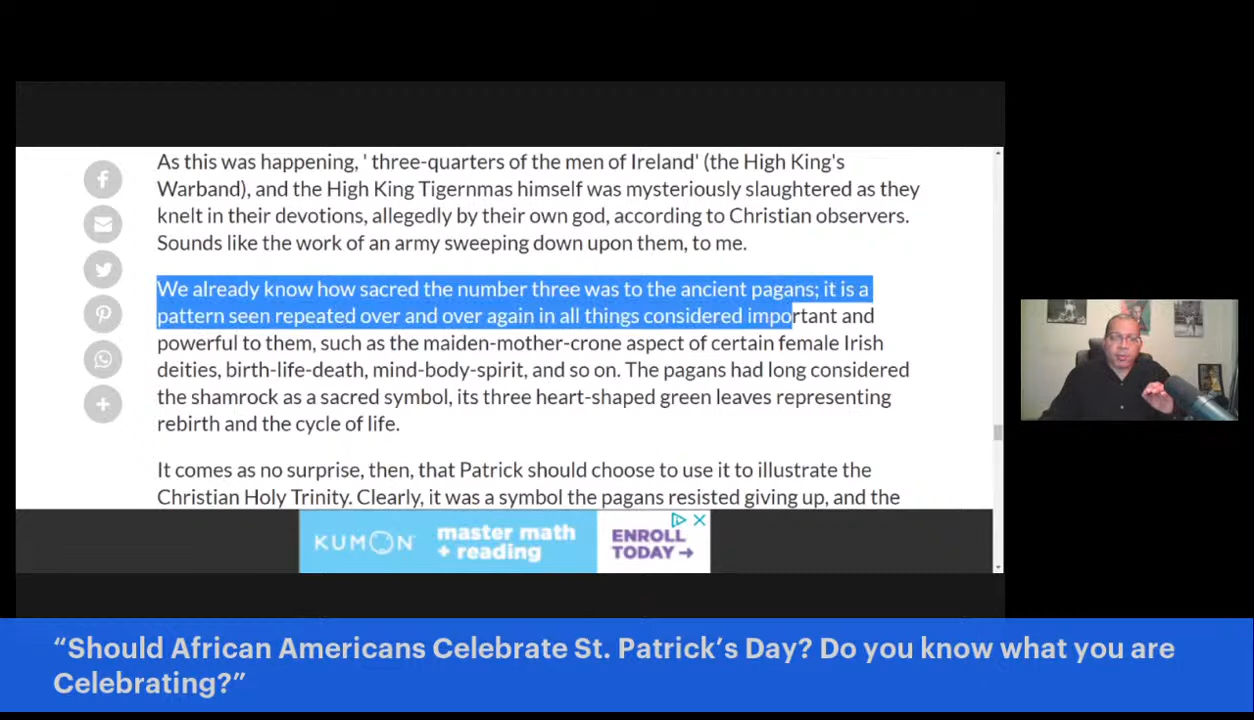 As this was happening, ' three-quarters of the men of Ireland' (the High King's
Warband), and the High King Tigernmas himself was mysteriously slaughtered as they
knelt in their devotions, allegedly by their own god, according to Christian observers.
Sounds like the work of an army sweeping down upon them, to me.
We already know how sacred the number three was to the ancient pagans; it is a
pattern seen repeated over and over again in all things considered important and
powerful to them, such as the maiden-mother-crone aspect of certain female Irish
deities, birth-life-death, mind-body-spirit, and so on. The pagans had long considered
the shamrock as a sacred symbol, its three heart-shaped green leaves representing
rebirth and the cycle of life.
It comes as no surprise, then, that Patrick should choose to use it to illustrate the
Christian Holy Trinity. Clearly, it was a symbol the pagans resisted giving up, and the
KUMON
master math
+ reading
ENROLL
TODAY→
“Should African Americans Celebrate St. Patrick’s Day? Do you know what you are
Celebrating?”